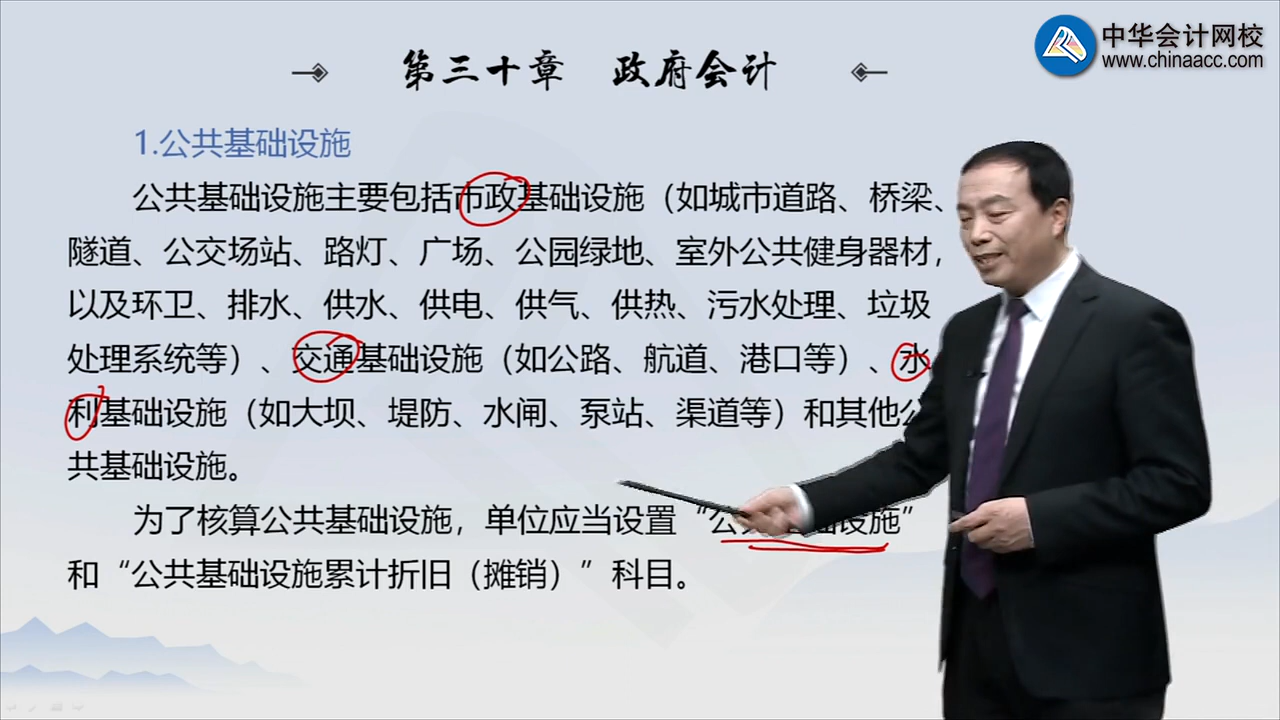 中华会计网校
www.chinaacc.com
第三十章 政府会计
1.公共基础设施
公共基础设施主要包括市政基础设施（如城市道路、桥梁、
隧道、公交场站、路灯、广场、公园绿地、室外公共健身器材，
以及环卫、排水、供水、供电、供气、供热、污水处理、垃圾
处理系统等）、交通基础设施（如公路、航道、港口等）、水
利基础设施（如大坝、堤防、水闸、泵站、渠道等）和其他公
共基础设施。
为了核算公共基础设施，单位应当设置“公共基础设施”
和“公共基础设施累计折旧（摊销）”科目。